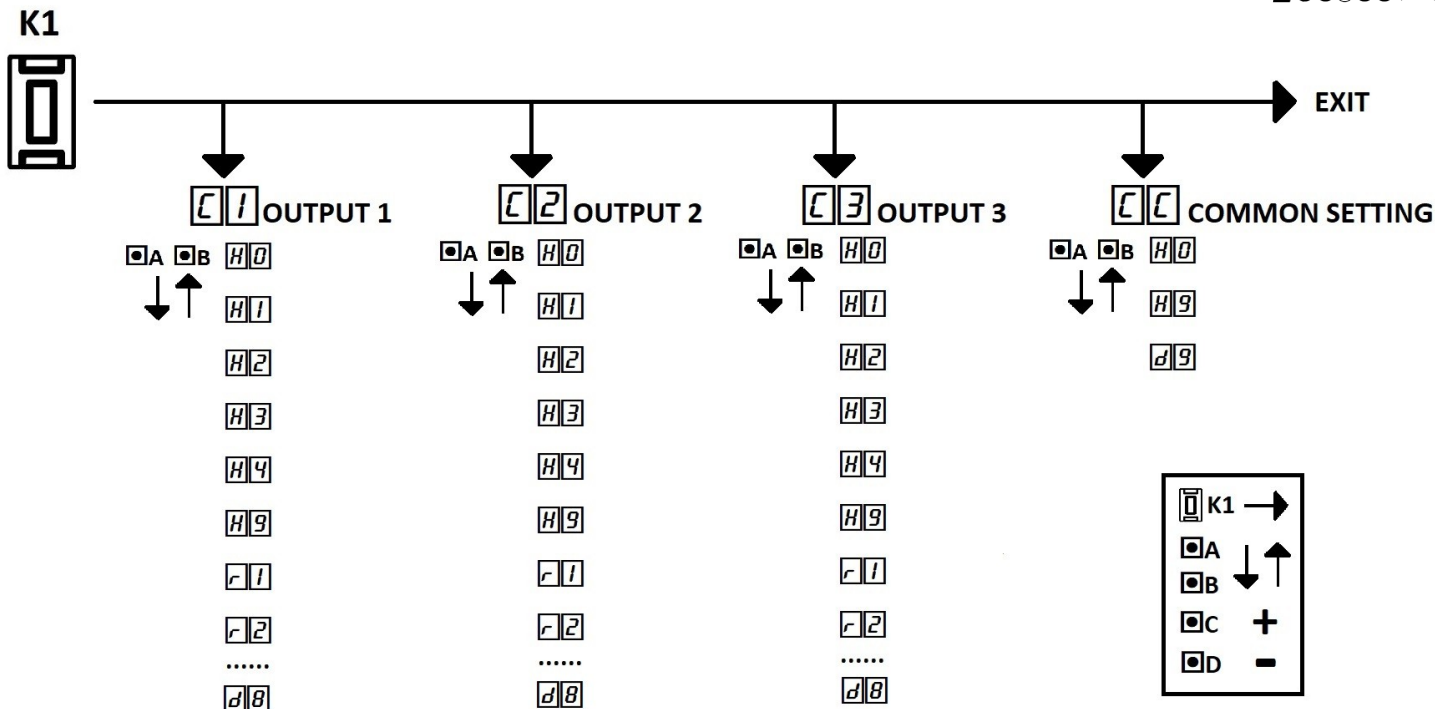 K1
EXIT
C1 OUTPUT 1
C2 OUTPUT 2
C3 OUTPUT 3
CC COMMON SETTING
A B H0
A B H0
A B H0
A B H0
H1
H1
H1
H9
H2
H2
H2
d9
H3
H3
H3
H4
H4
H4
H9
H9
H9
r1
r1
r1
r2
r2
r2
......
......
......
d8
d8
d8
K1
A
B
C +
D -